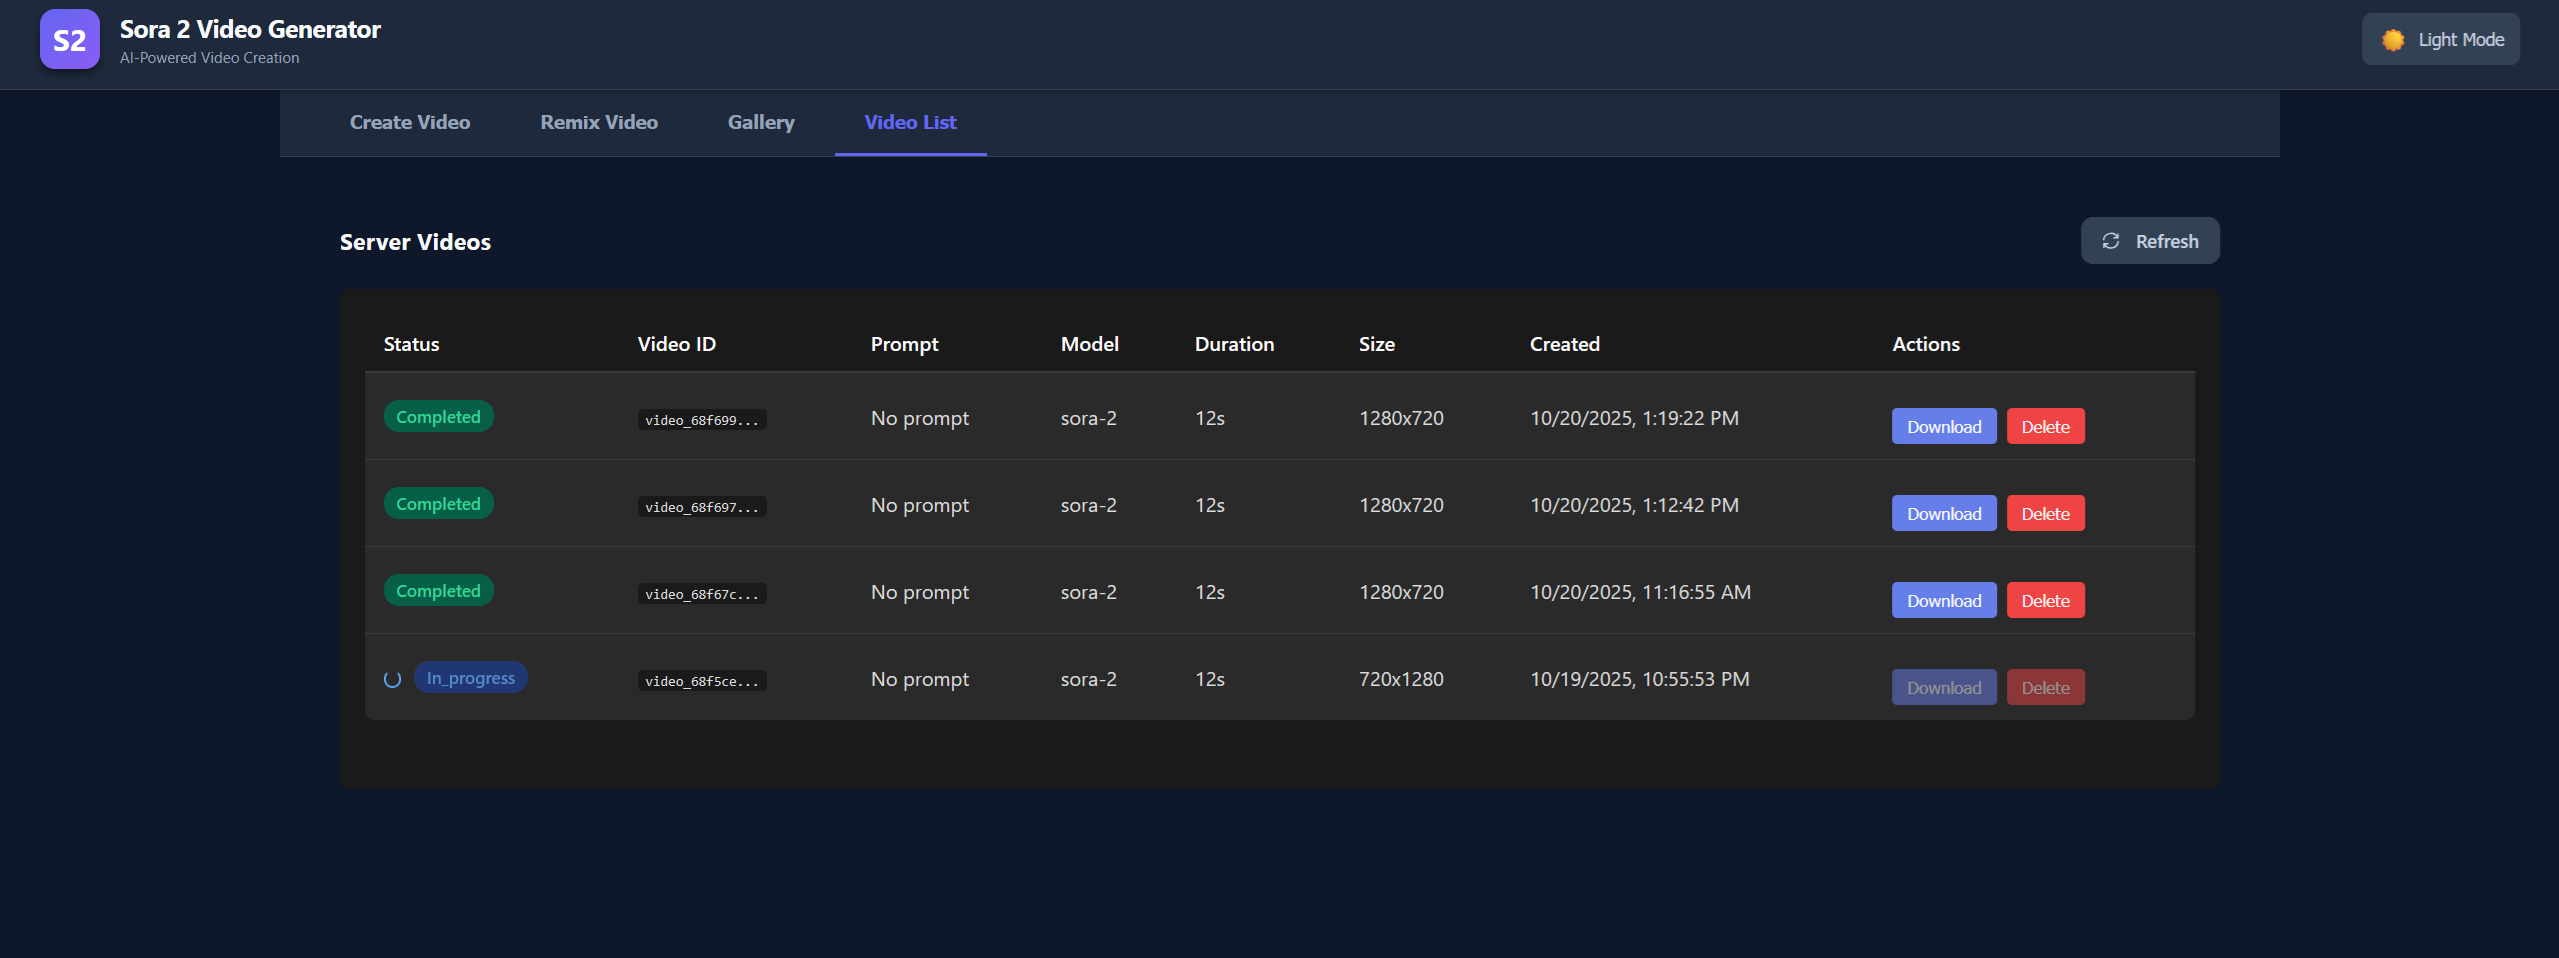 S2
Sora 2 Video Generator
AI-Powered Video Creation
Light Mode
Create Video Remix Video Gallery Video List
Server Videos
Refresh
Status Video ID Prompt Model Duration Size Created Actions
Completed video_68f699... No prompt sora-2 12s 1280x720 10/20/2025, 1:19:22 PM Download Delete
Completed video_68f697... No prompt sora-2 12s 1280x720 10/20/2025, 1:12:42 PM Download Delete
Completed video_68f67c... No prompt sora-2 12s 1280x720 10/20/2025, 11:16:55 AM Download Delete
In_progress video_68f5ce... No prompt sora-2 12s 720x1280 10/19/2025, 10:55:53 PM Download Delete